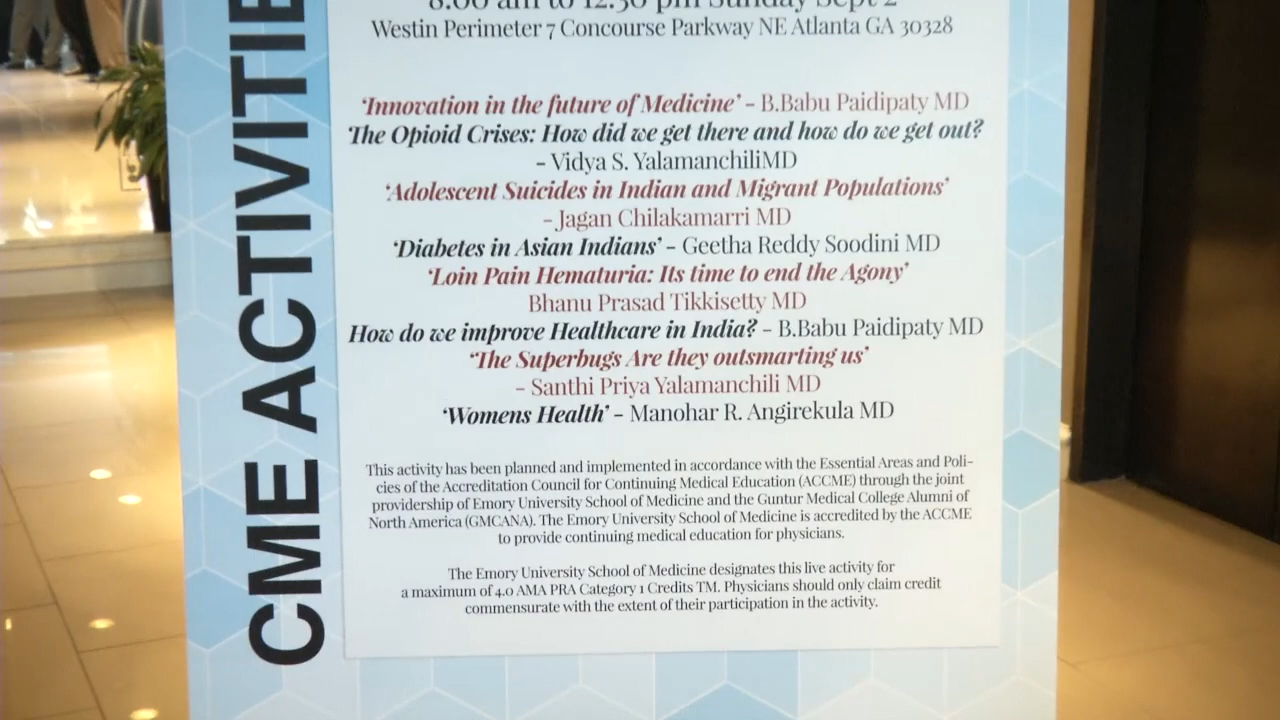 8:00 am to 12:30 pm Sunday Sept 2
Westin Perimeter 7 Concourse Parkway NE Atlanta GA 30328
'Innovation in the future of Medicine' - B.Babu Paidipaty MD
The Opioid Crises: How did we get there and how do we get out?
- Vidya S. YalamanchiliMD
'Adolescent Suicides in Indian and Migrant Populations'
- Jagan Chilakamarri MD
'Diabetes in Asian Indians' - Geetha Reddy Soodini MD
'Loin Pain Hematuria: Its time to end the Agony'
Bhanu Prasad Tikkisetty MD
How do we improve Healthcare in India? - B.Babu Paidipaty MD
'The Superbugs Are they outsmarting us'
- Santhi Priya Yalamanchili MD
'Womens Health' - Manohar R. Angirekula MD
This activity has been planned and implemented in accordance with the Essential Areas and Poli-
cies of the Accreditation Council for Continuing Medical Education (ACCME) through the joint
providership of Emory University School of Medicine and the Guntur Medical College Alumni of
North America (GMCANA). The Emory University School of Medicine is accredited by the ACCME
to provide continuing medical education for physicians.
The Emory University School of Medicine designates this live activity for
a maximum of 4.0 AMA PRA Category 1 Credits TM. Physicians should only claim credit
commensurate with the extent of their participation in the activity.
CME ACTIVITIE